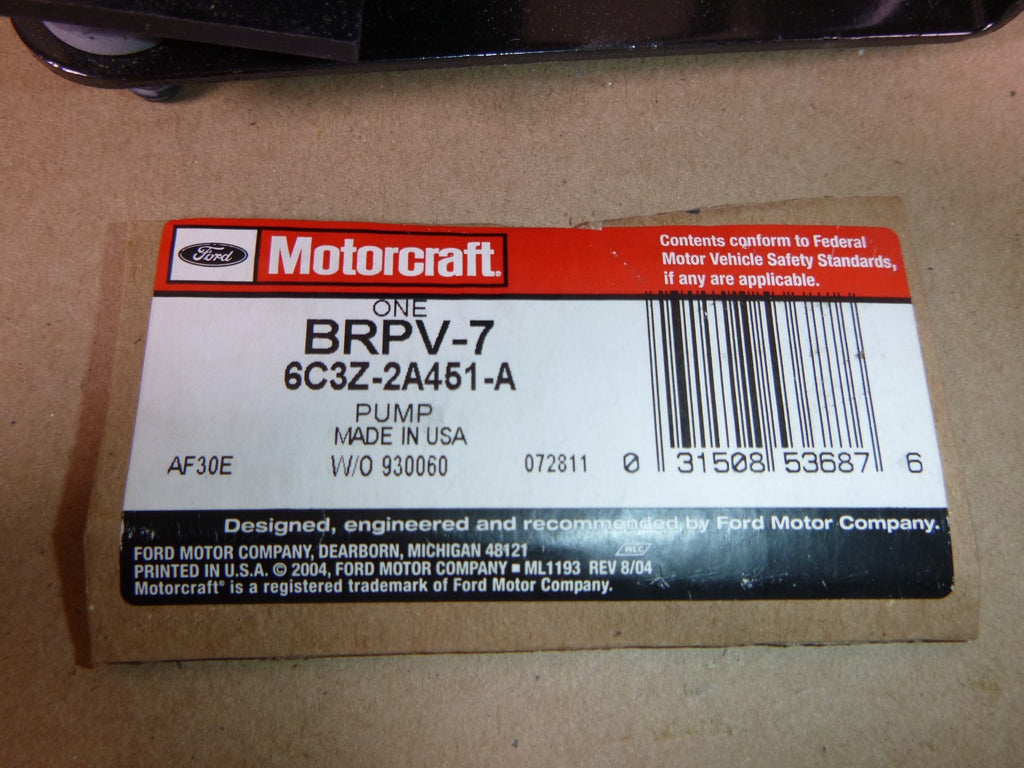 Ford Motorcraft®
Contents conform to Federal
Motor Vehicle Safety Standards,
if any are applicable.
ONE
BRPV-7
6C3Z-2A451-A
PUMP
MADE IN USA
AF30E W/O 930060 072811 0 31508 53687 6
Designed, engineered and recommended by Ford Motor Company.
FORD MOTOR COMPANY, DEARBORN, MICHIGAN 48121
WLC
PRINTED IN U.S.A. © 2004, FORD MOTOR COMPANY ▪ ML1193 REV 8/04
Motorcraft® is a registered trademark of Ford Motor Company.